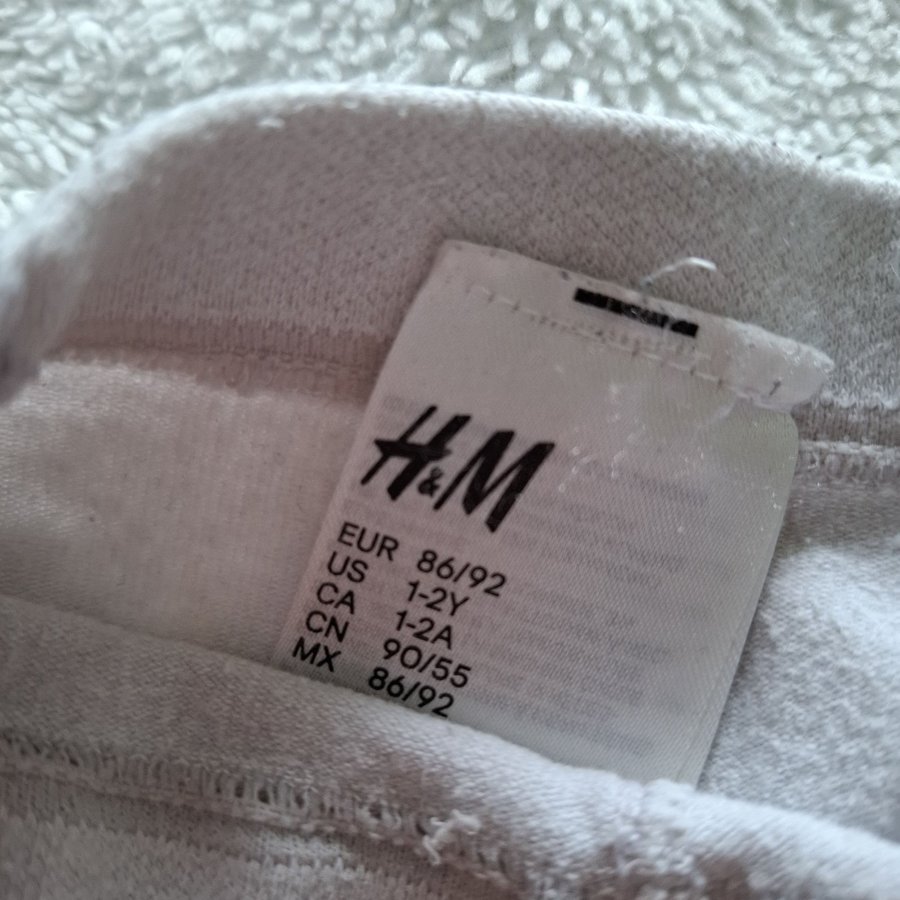 H&M
EUR 86/92
US 1-2Y
CA 1-2A
CN 90/55
MX 86/92